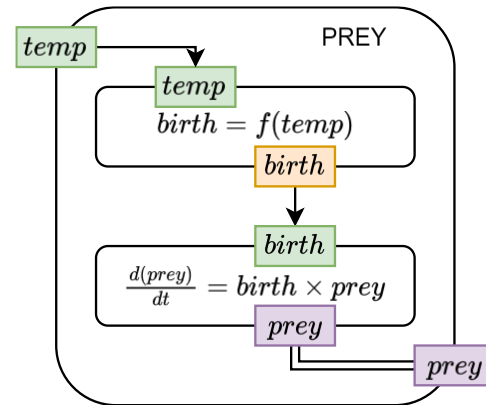 PREY
temp
temp
birth = f(temp)
birth
birth
d(prey)/dt = birth × prey
prey
prey